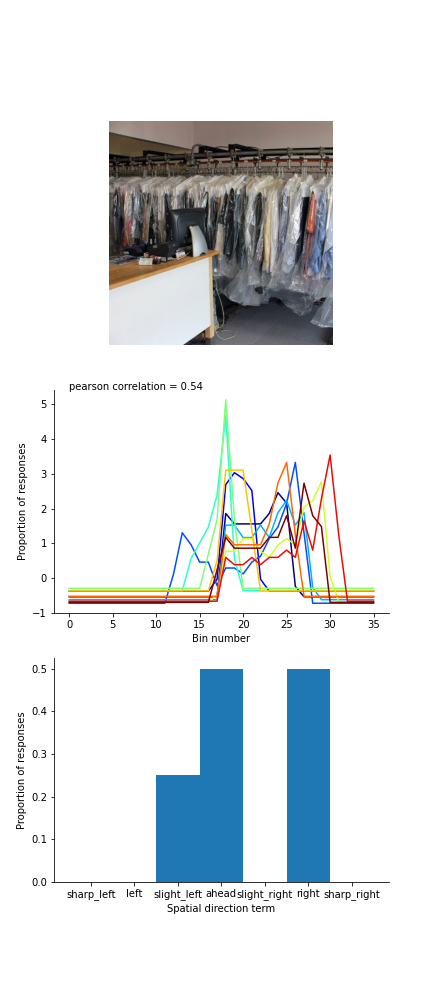 pearson correlation = 0.54
5
4
3
2
1
0
−1
Proportion of responses
0 5 10 15 20 25 30 35
Bin number
0.5
0.4
0.3
0.2
0.1
0.0
Proportion of responses
sharp_left left slight_left ahead slight_right right sharp_right
Spatial direction term